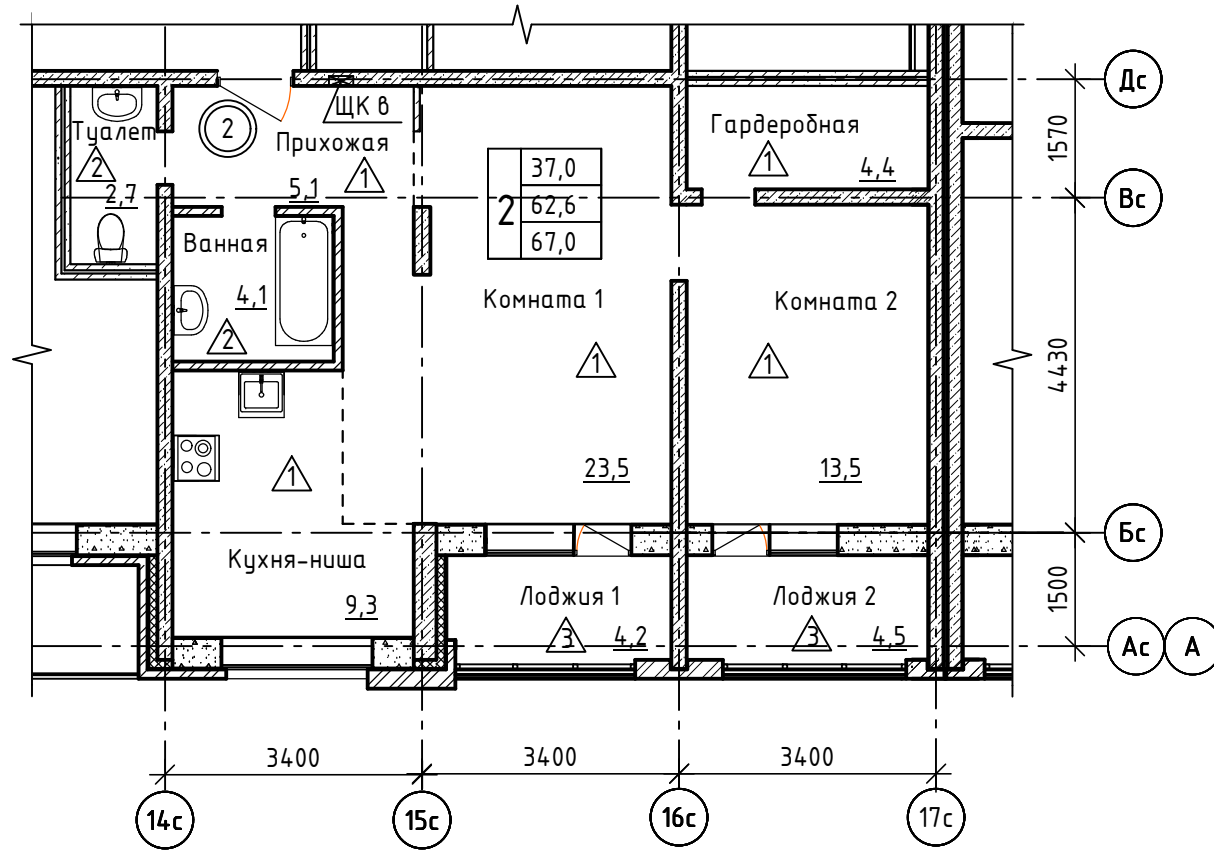 Дс
ЩК в
2
Туалет
Прихожая
Гардеробная
1570
2
1
1
4,4
2,7
5,1
Вс
37,0
2
62,6
67,0
Ванная
4,1
2
Комната 1
Комната 2
1
1
4430
1
23,5
13,5
Бс
Кухня-ниша
9,3
Лоджия 1
3
4,2
Лоджия 2
3
4,5
1500
Ас
А
3400
3400
3400
14с
15с
16с
17с